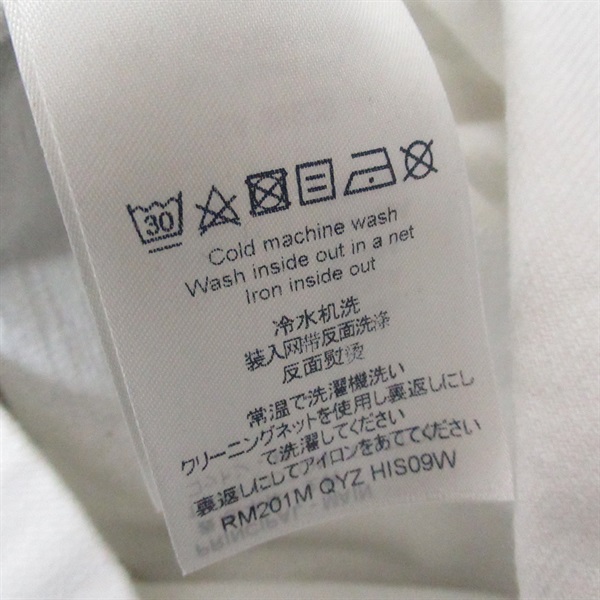 30
Cold machine wash
Wash inside out in a net
Iron inside out
冷水机洗
装入网带反面洗涤
反面熨烫
常温で洗濯機洗い
クリーニングネットを使用し裏返しにし
て洗濯してください
裏返しにしてアイロンをあててください
RM201M QYZ HIS09W
PRINCIPAL - MAIN